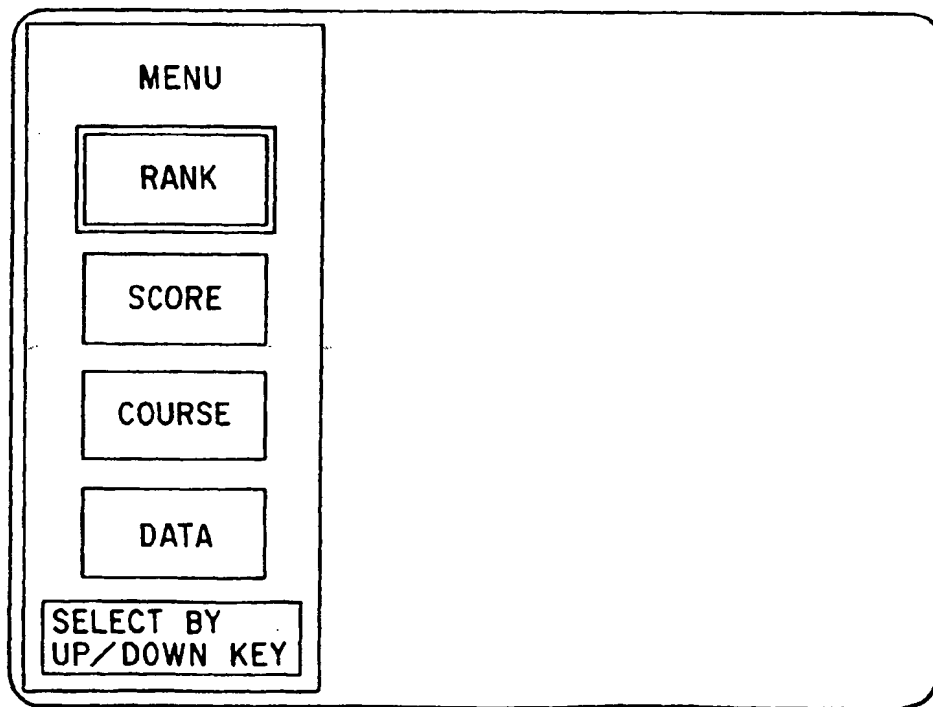 MENU
RANK
SCORE
COURSE
DATA
SELECT BY
UP/DOWN KEY